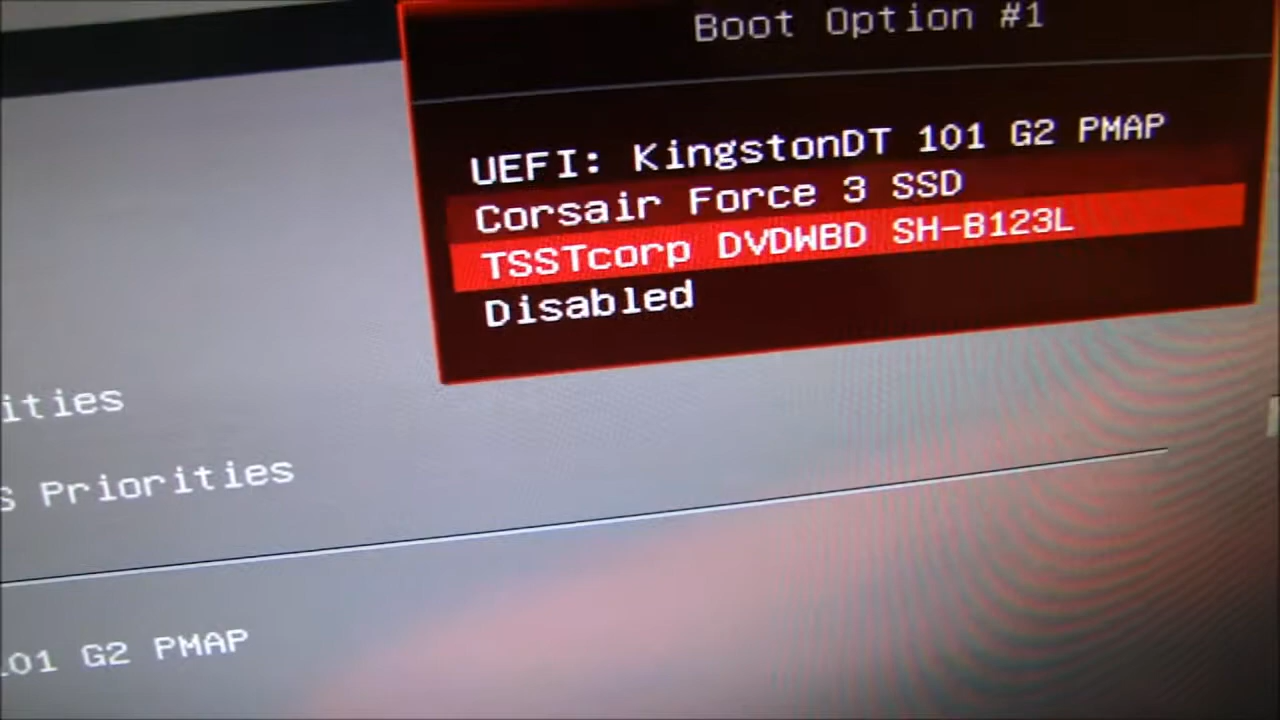 Boot Option #1
UEFI: KingstonDT 101 G2 PMAP
Corsair Force 3 SSD
TSSTcorp DVDWBD SH-B123L
Disabled
ities
s Priorities
101 G2 PMAP